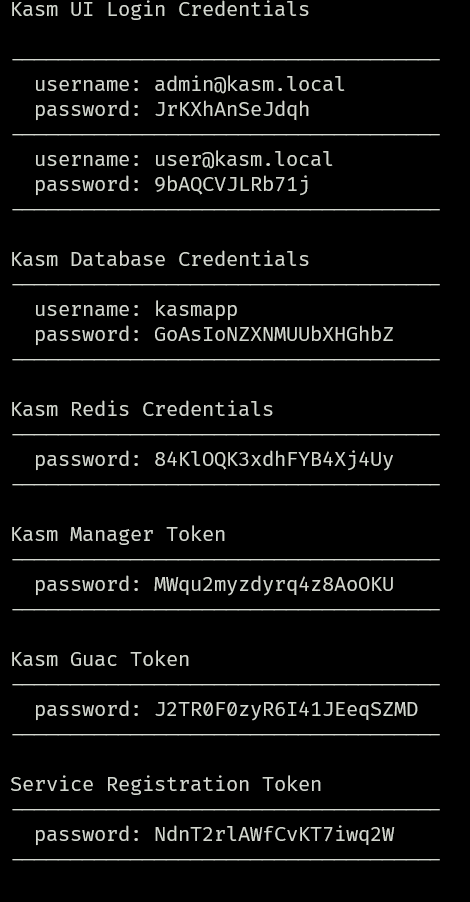 Kasm UI Login Credentials
username: admin@kasm.local
password: JrKXhAnSeJdqh
username: user@kasm.local
password: 9bAQCVJLRb71j
Kasm Database Credentials
username: kasmapp
password: GoAsIoNZXNMUUbXHGhbZ
Kasm Redis Credentials
password: 84KlOQK3xdhFYB4Xj4Uy
Kasm Manager Token
password: MWqu2myzdyrq4z8AoOKU
Kasm Guac Token
password: J2TR0F0zyR6I41JEeqSZMD
Service Registration Token
password: NdnT2rlAWfCvKT7iwq2W